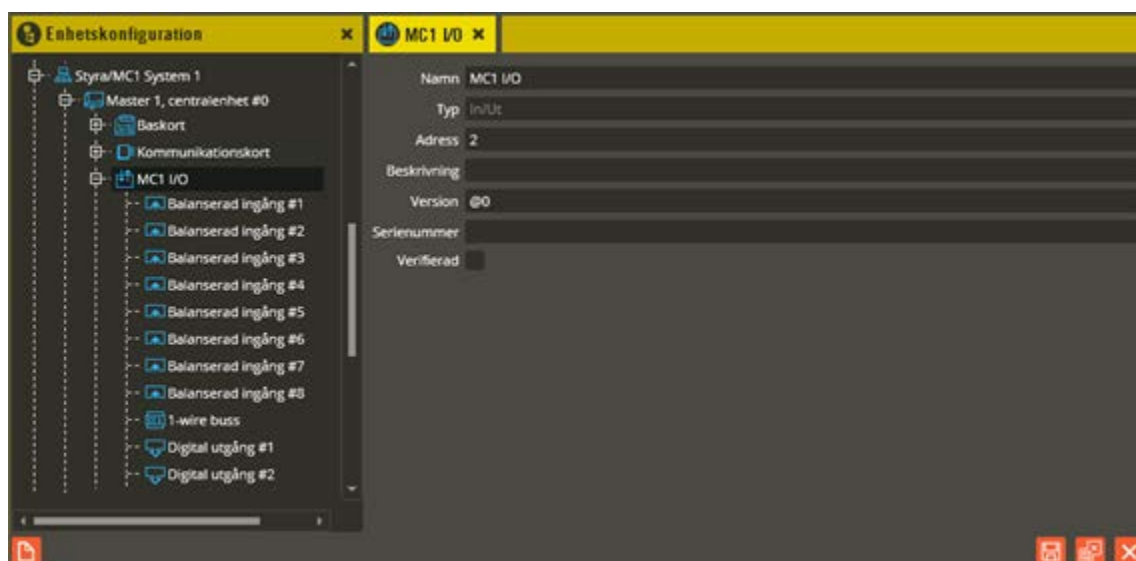 Enhetskonfiguration
MC1 I/O
Styra/MC1 System 1
Master 1, centralenhet #0
Baskort
Kommunikationskort
MC1 I/O
Balanserad ingång #1
Balanserad ingång #2
Balanserad ingång #3
Balanserad ingång #4
Balanserad ingång #5
Balanserad ingång #6
Balanserad ingång #7
Balanserad ingång #8
1-wire buss
Digital utgång #1
Digital utgång #2
Namn MC1 I/O
Typ In/Ut
Adress 2
Beskrivning
Version @0
Serienummer
Verifierad